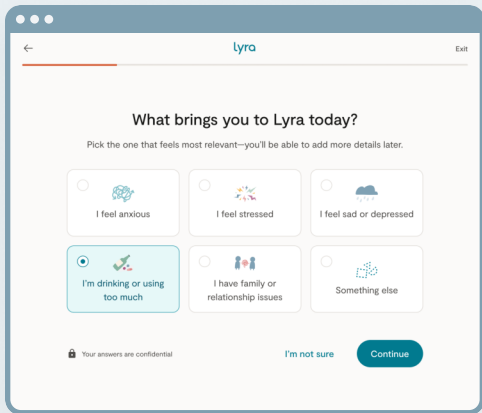 lyra
Exit
What brings you to Lyra today?
Pick the one that feels most relevant—you'll be able to add more details later.
I feel anxious
I feel stressed
I feel sad or depressed
I'm drinking or using
too much
I have family or
relationship issues
Something else
Your answers are confidential
I'm not sure
Continue